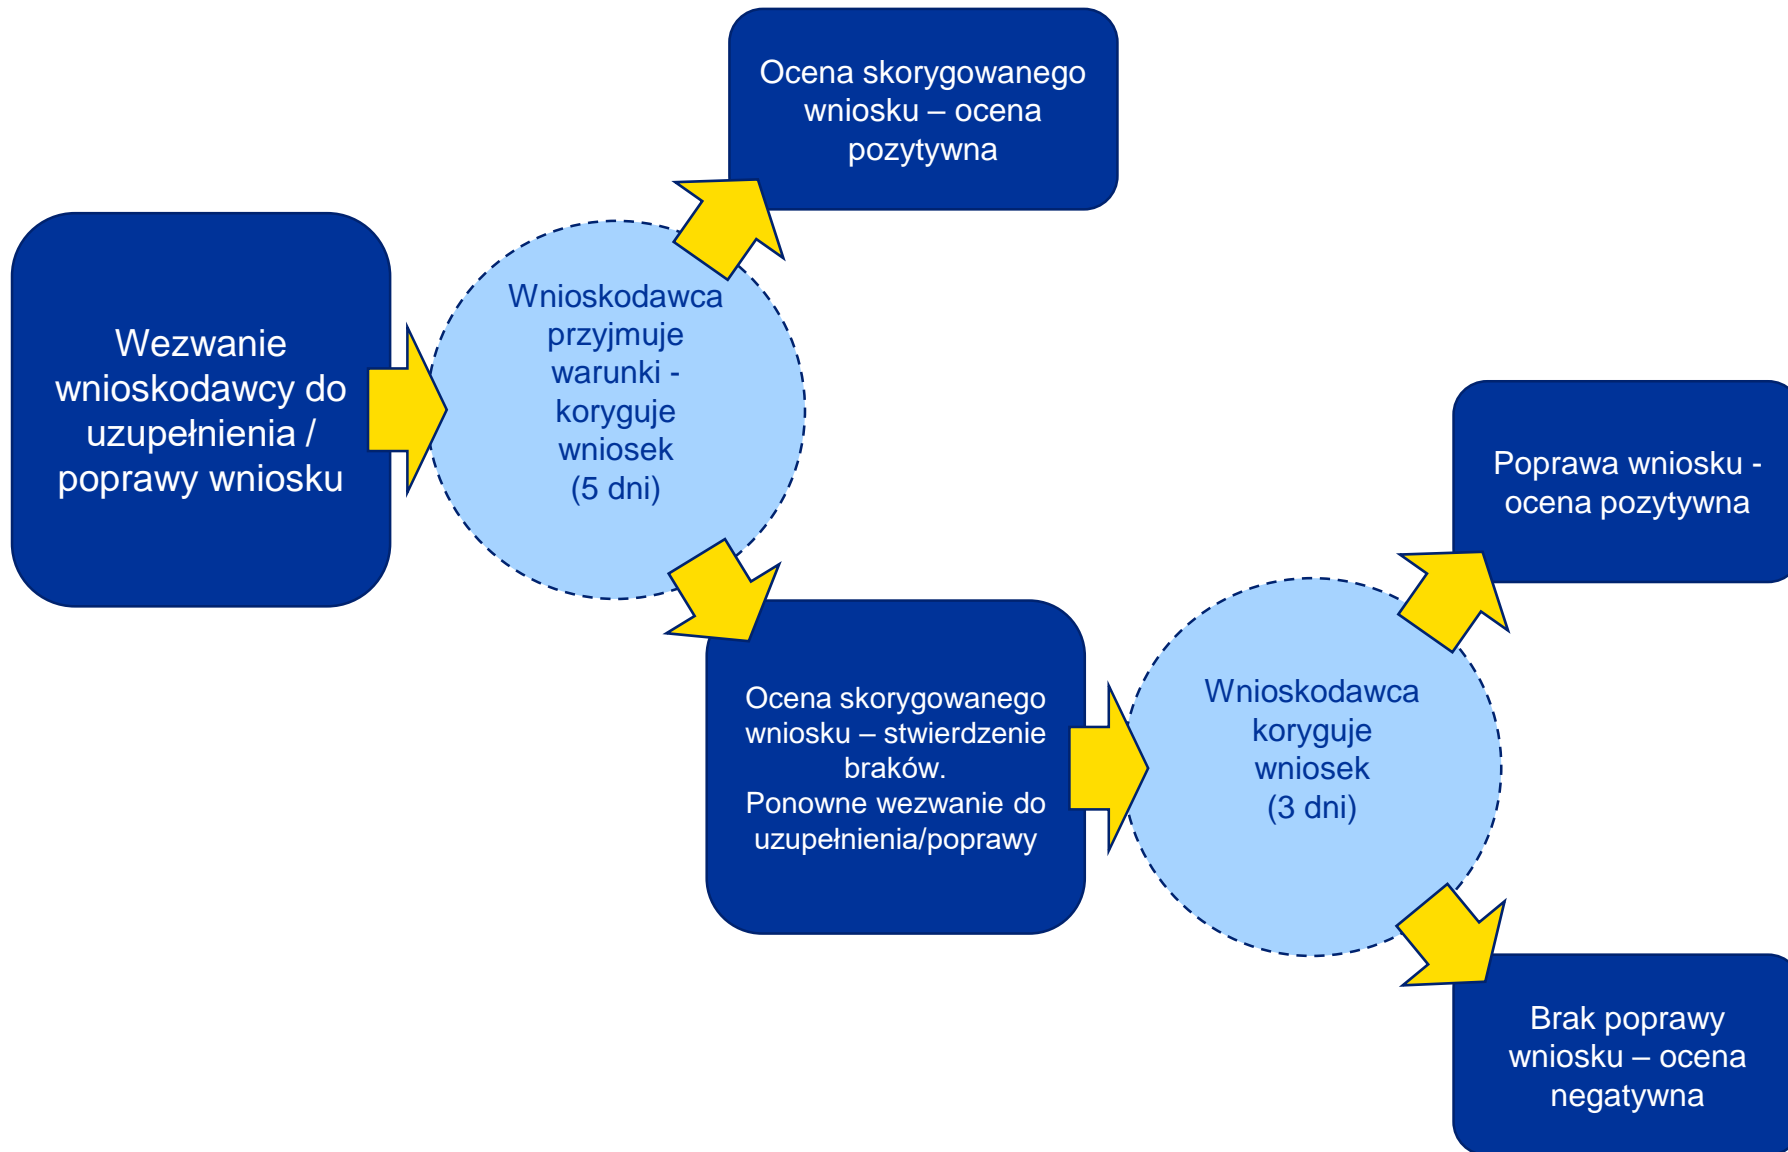 Ocena skorygowanego
wniosku – ocena
pozytywna
Wezwanie
wnioskodawcy do
uzupełnienia /
poprawy wniosku
Wnioskodawca
przyjmuje
warunki -
koryguje
wniosek
(5 dni)
Poprawa wniosku -
ocena pozytywna
Ocena skorygowanego
wniosku – stwierdzenie
braków.
Ponowne wezwanie do
uzupełnienia/poprawy
Wnioskodawca
koryguje
wniosek
(3 dni)
Brak poprawy
wniosku – ocena
negatywna